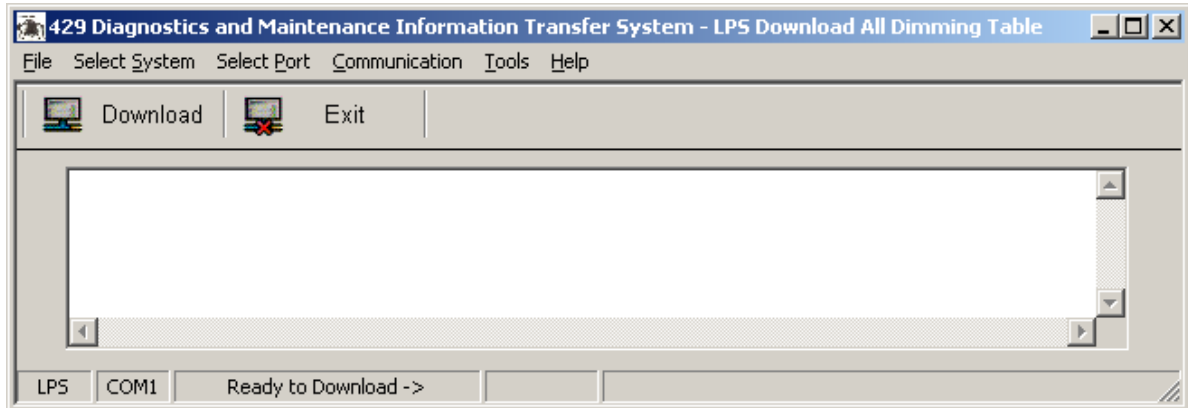 429 Diagnostics and Maintenance Information Transfer System - LPS Download All Dimming Table
File Select System Select Port Communication Tools Help
Download Exit
LPS COM1 Ready to Download ->